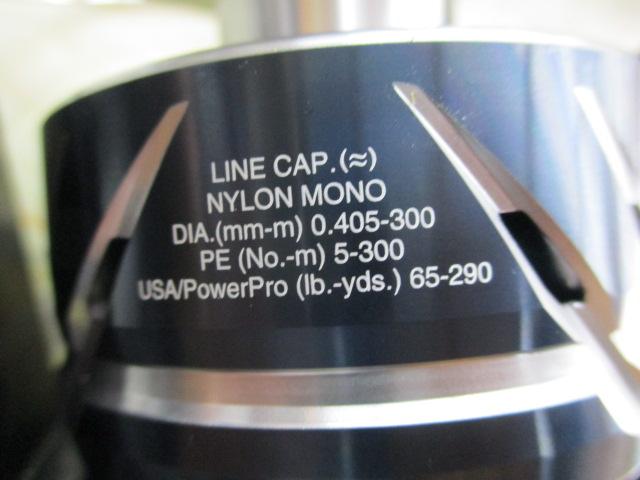 LINE CAP.(≈)
NYLON MONO
DIA.(mm-m) 0.405-300
PE (No.-m) 5-300
USA/PowerPro (lb.-yds.) 65-290